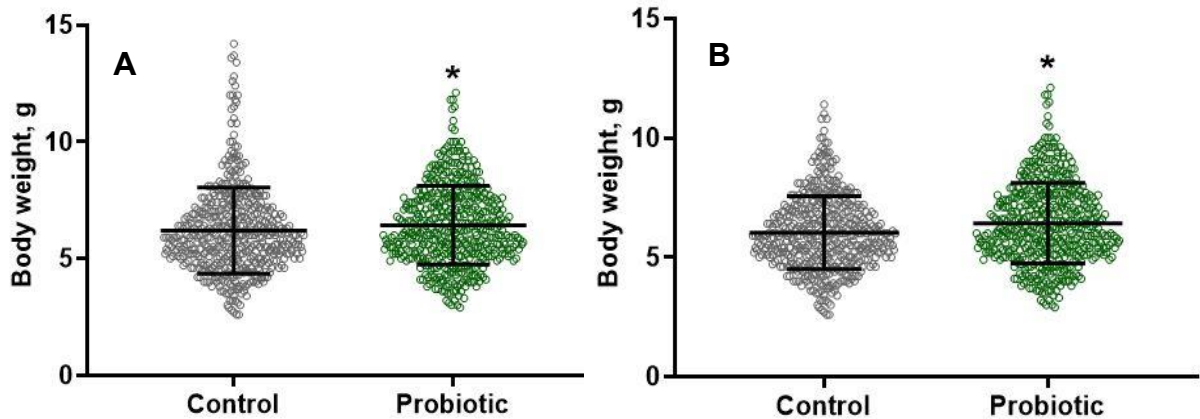 A
Body weight, g
15
10
5
0
*
Control
Probiotic
B
Body weight, g
15
10
5
0
*
Control
Probiotic